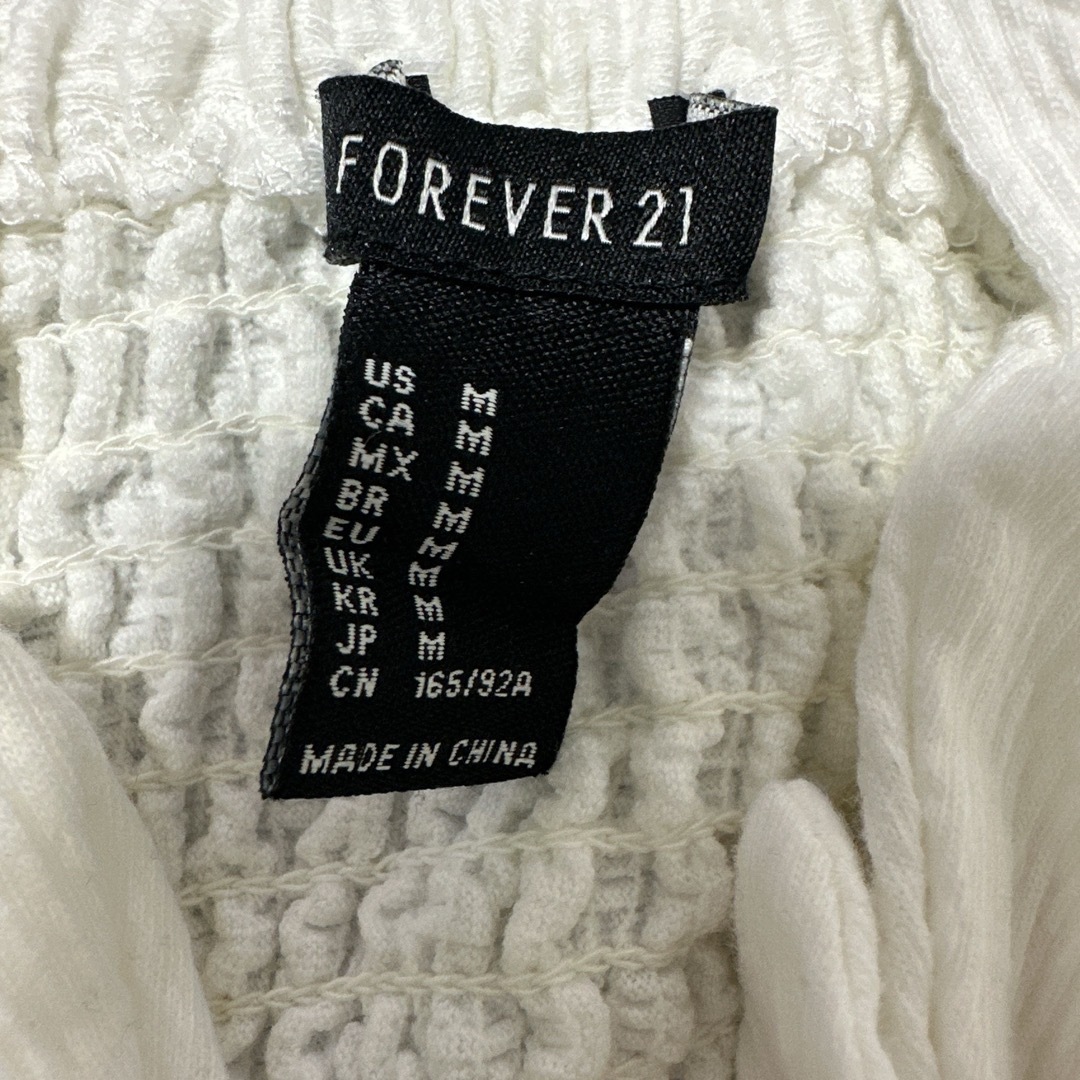 FOREVER 21
US M
CA M
MX M
BR M
EU M
UK M
KR M
JP M
CN 165/92A
MADE IN CHINA